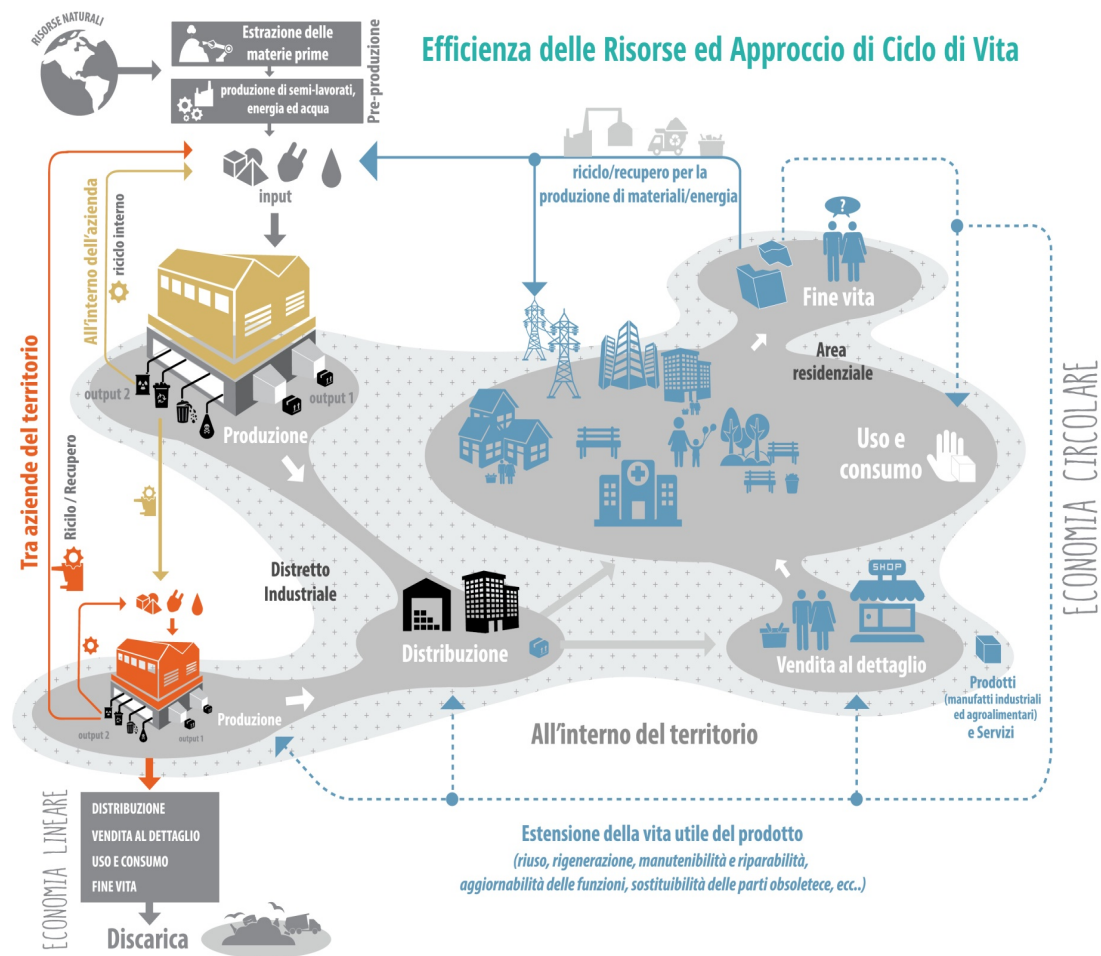 Efficienza delle Risorse ed Approccio di Ciclo di Vita
RISORSE NATURALI
Estrazione delle
materie prime
produzione di semi-lavorati,
energia ed acqua
Pre-produzione
input
riciclo/recupero per la
produzione di materiali/energia
All'interno dell'azienda
riciclo interno
Tra aziende del territorio
Ricilo / Recupero
output 2
output 1
Produzione
?
Fine vita
Area
residenziale
Uso e
consumo
ECONOMIA CIRCOLARE
Distretto
Industriale
Distribuzione
SHOP
Vendita al dettaglio
Prodotti
(manufatti industriali
ed agroalimentari)
e Servizi
output 2
output 1
Produzione
All'interno del territorio
ECONOMIA LINEARE
DISTRIBUZIONE
VENDITA AL DETTAGLIO
USO E CONSUMO
FINE VITA
Discarica
Estensione della vita utile del prodotto
(riuso, rigenerazione, manutenibilità e riparabilità,
aggiornabilità delle funzioni, sostituibilità delle parti obsoletece, ecc..)